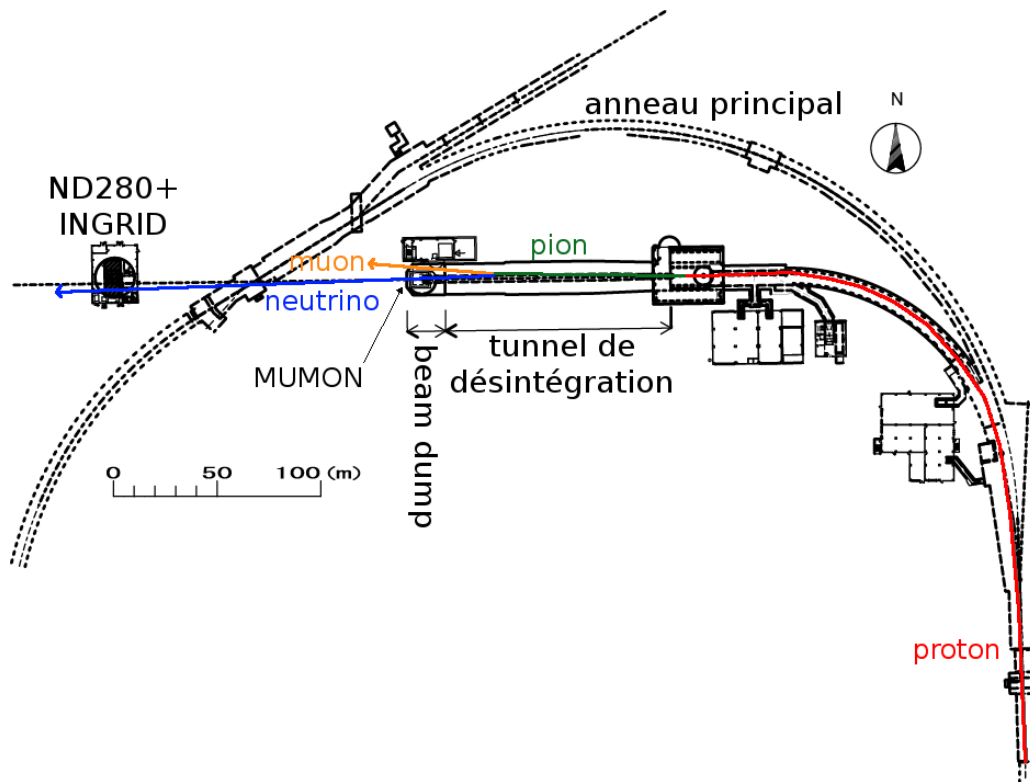 anneau principal
N
ND280+
INGRID
pion
muon
neutrino
MUMON
beam dump
tunnel de
désintégration
0 50 100 (m)
proton